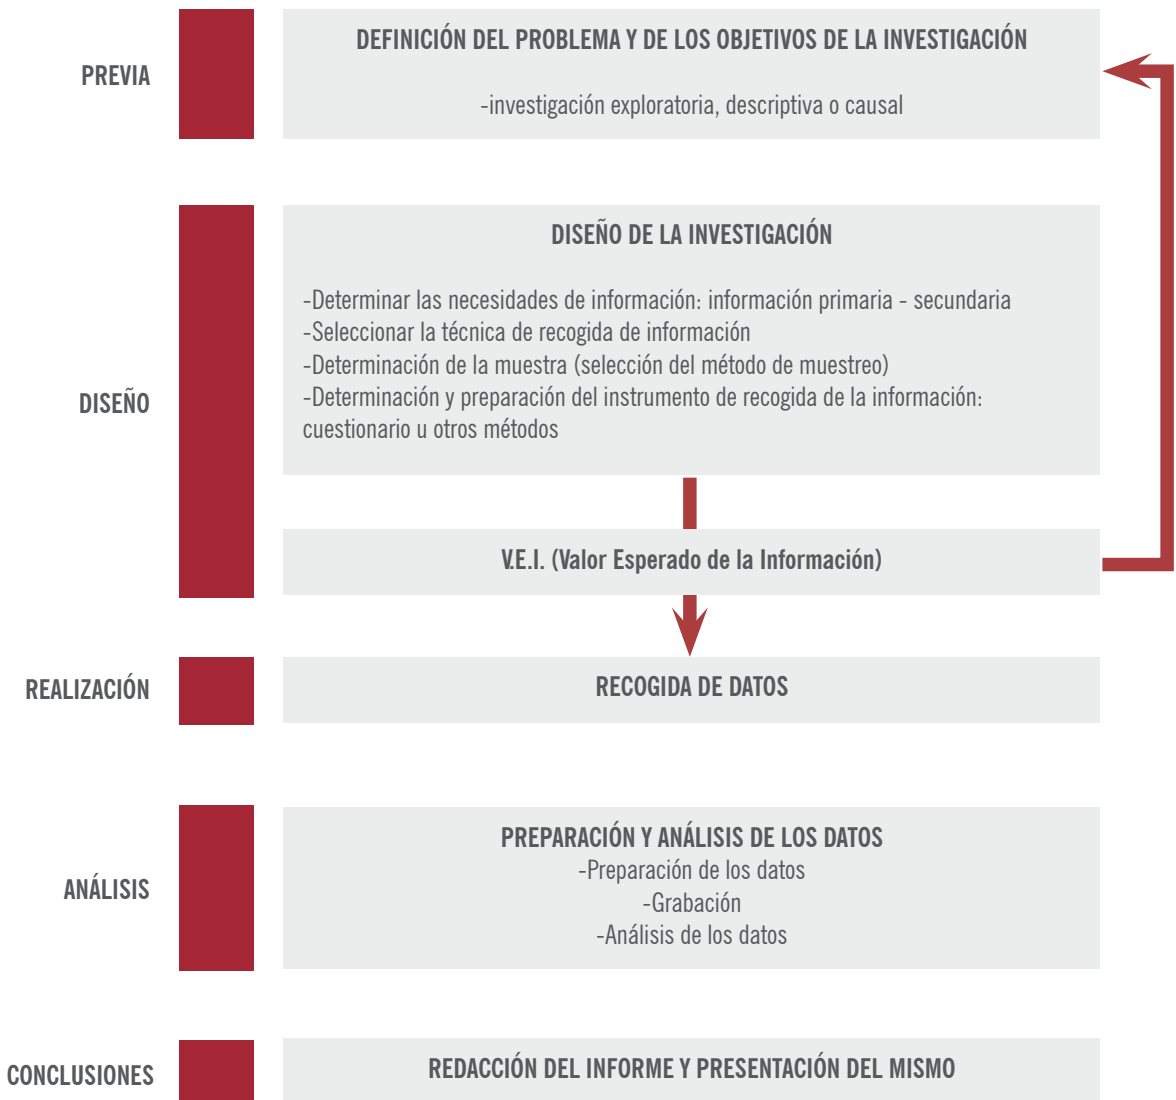 PREVIA
DEFINICIÓN DEL PROBLEMA Y DE LOS OBJETIVOS DE LA INVESTIGACIÓN
-investigación exploratoria, descriptiva o causal
DISEÑO
DISEÑO DE LA INVESTIGACIÓN
-Determinar las necesidades de información: información primaria - secundaria
-Seleccionar la técnica de recogida de información
-Determinación de la muestra (selección del método de muestreo)
-Determinación y preparación del instrumento de recogida de la información:
cuestionario u otros métodos
V.E.I. (Valor Esperado de la Información)
REALIZACIÓN
RECOGIDA DE DATOS
ANÁLISIS
PREPARACIÓN Y ANÁLISIS DE LOS DATOS
-Preparación de los datos
-Grabación
-Análisis de los datos
CONCLUSIONES
REDACCIÓN DEL INFORME Y PRESENTACIÓN DEL MISMO